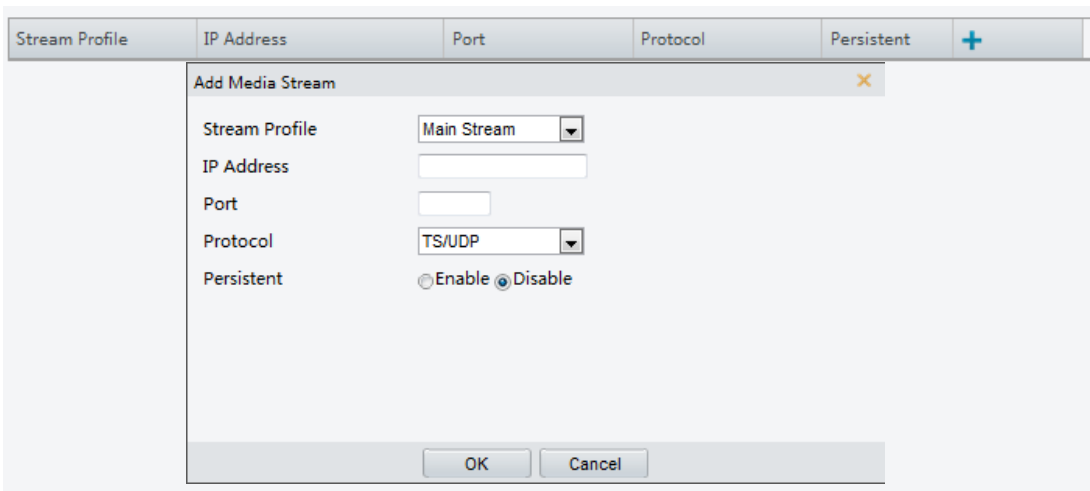 Stream Profile IP Address Port Protocol Persistent +
Add Media Stream ×
Stream Profile Main Stream
IP Address
Port
Protocol TS/UDP
Persistent Enable Disable
OK Cancel